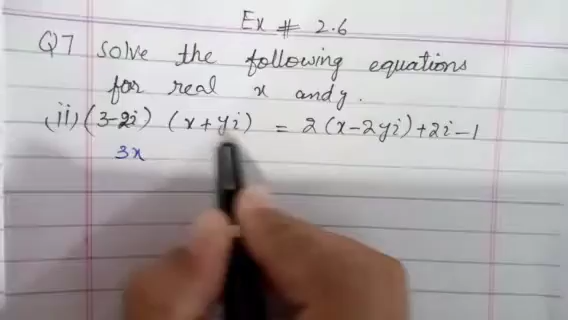 Ex # 2.6
Q7 solve the following equations
for real x and y.
(ii) (3-2i) (x+yi) = 2(x-2yi)+2i-1
3x